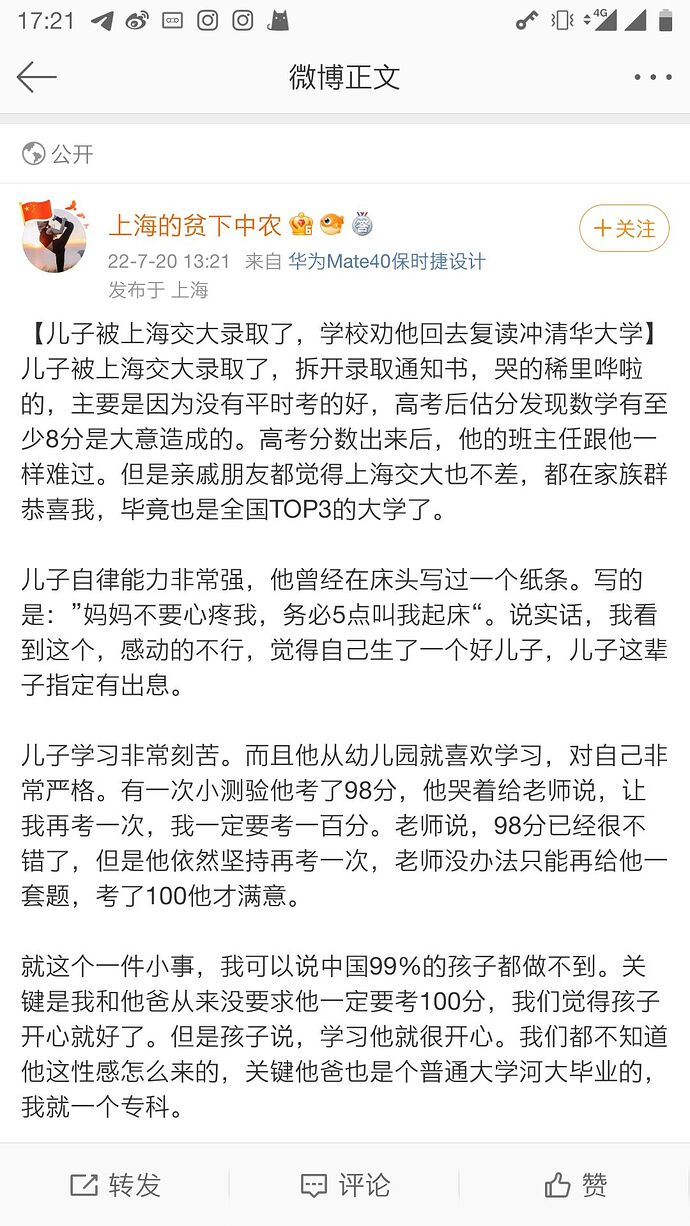 17:21
4G
微博正文
公开
上海的贫下中农
+关注
22-7-20 13:21 来自 华为Mate40保时捷设计
发布于 上海
【儿子被上海交大录取了，学校劝他回去复读冲清华大学】
儿子被上海交大录取了，拆开录取通知书，哭的稀里哗啦
的，主要是因为没有平时考的好，高考后估分发现数学有至
少8分是大意造成的。高考分数出来后，他的班主任跟他一
样难过。但是亲戚朋友都觉得上海交大也不差，都在家族群
恭喜我，毕竟也是全国TOP3的大学了。
儿子自律能力非常强，他曾经在床头写过一个纸条。写的
是：”妈妈不要心疼我，务必5点叫我起床“。说实话，我看
到这个，感动的不行，觉得自己生了一个好儿子，儿子这辈
子指定有出息。
儿子学习非常刻苦。而且他从幼儿园就喜欢学习，对自己非
常严格。有一次小测验他考了98分，他哭着给老师说，让
我再考一次，我一定要考一百分。老师说，98分已经很不
错了，但是他依然坚持再考一次，老师没办法只能再给他一
套题，考了100他才满意。
就这个一件小事，我可以说中国99%的孩子都做不到。关
键是我和他爸从来没要求他一定要考100分，我们觉得孩子
开心就好了。但是孩子说，学习他就很开心。我们都不知道
他这性感怎么来的，关键他爸也是个普通大学河大毕业的，
我就一个专科。
转发
评论
赞